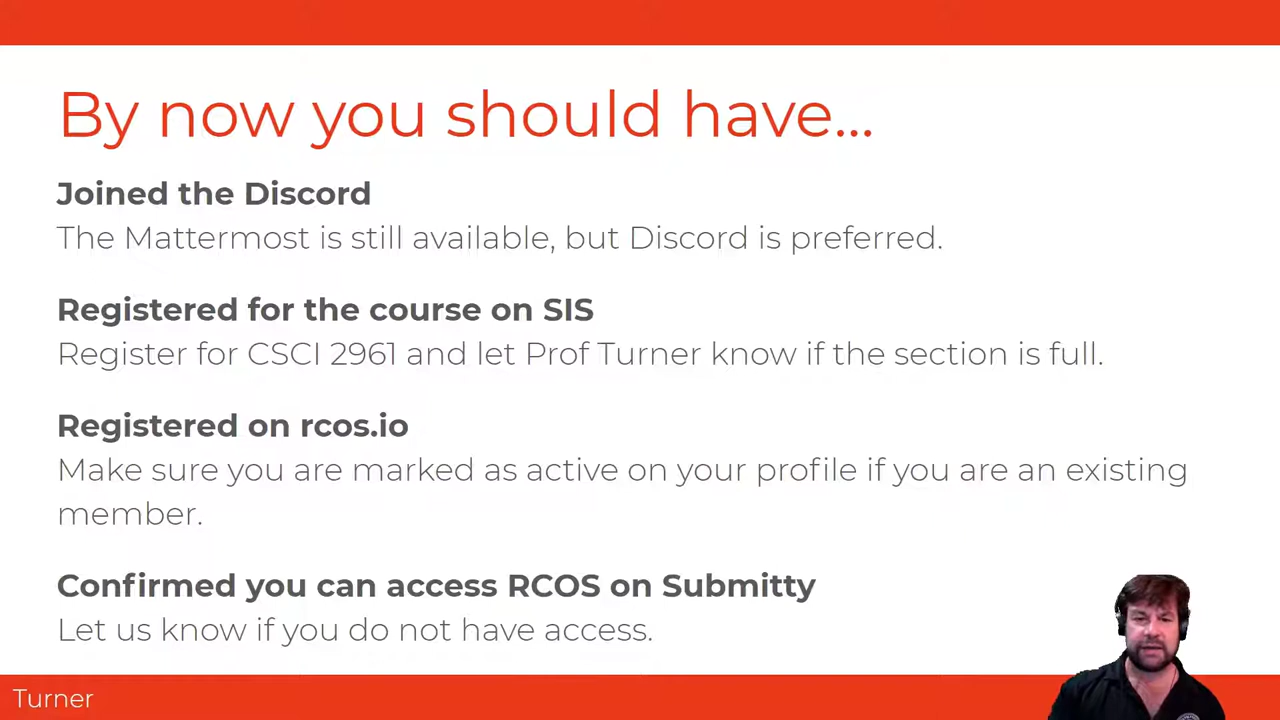 By now you should have...
Joined the Discord
The Mattermost is still available, but Discord is preferred.
Registered for the course on SIS
Register for CSCI 2961 and let Prof Turner know if the section is full.
Registered on rcos.io
Make sure you are marked as active on your profile if you are an existing
member.
Confirmed you can access RCOS on Submitty
Let us know if you do not have access.
Turner